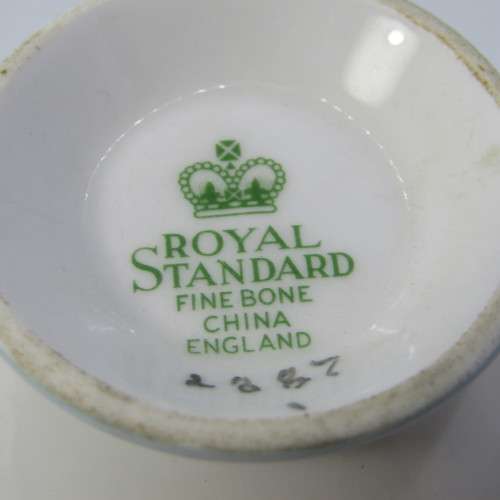 ROYAL
STANDARD
FINE BONE
CHINA
ENGLAND